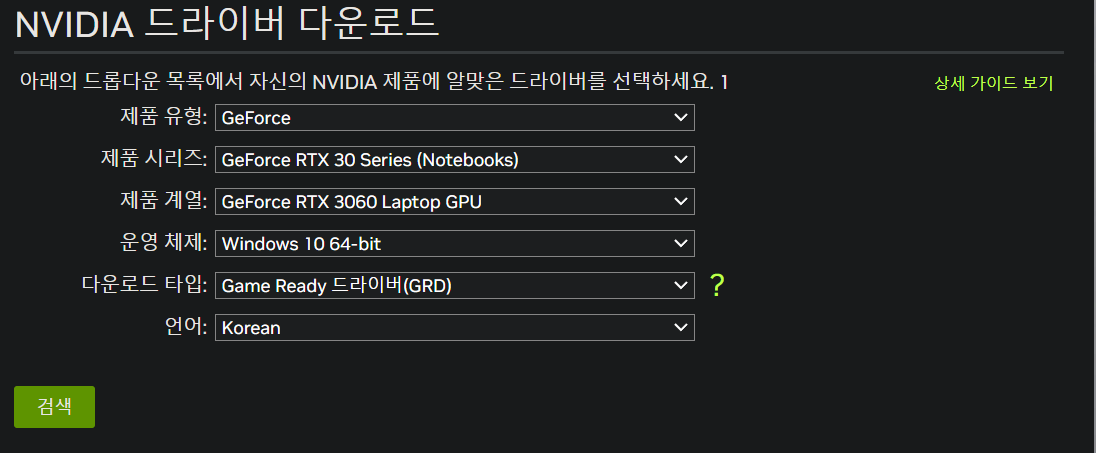 NVIDIA 드라이버 다운로드
아래의 드롭다운 목록에서 자신의 NVIDIA 제품에 알맞은 드라이버를 선택하세요. 1
상세 가이드 보기
제품 유형: GeForce
제품 시리즈: GeForce RTX 30 Series (Notebooks)
제품 계열: GeForce RTX 3060 Laptop GPU
운영 체제: Windows 10 64-bit
다운로드 타입: Game Ready 드라이버(GRD) ?
언어: Korean
검색